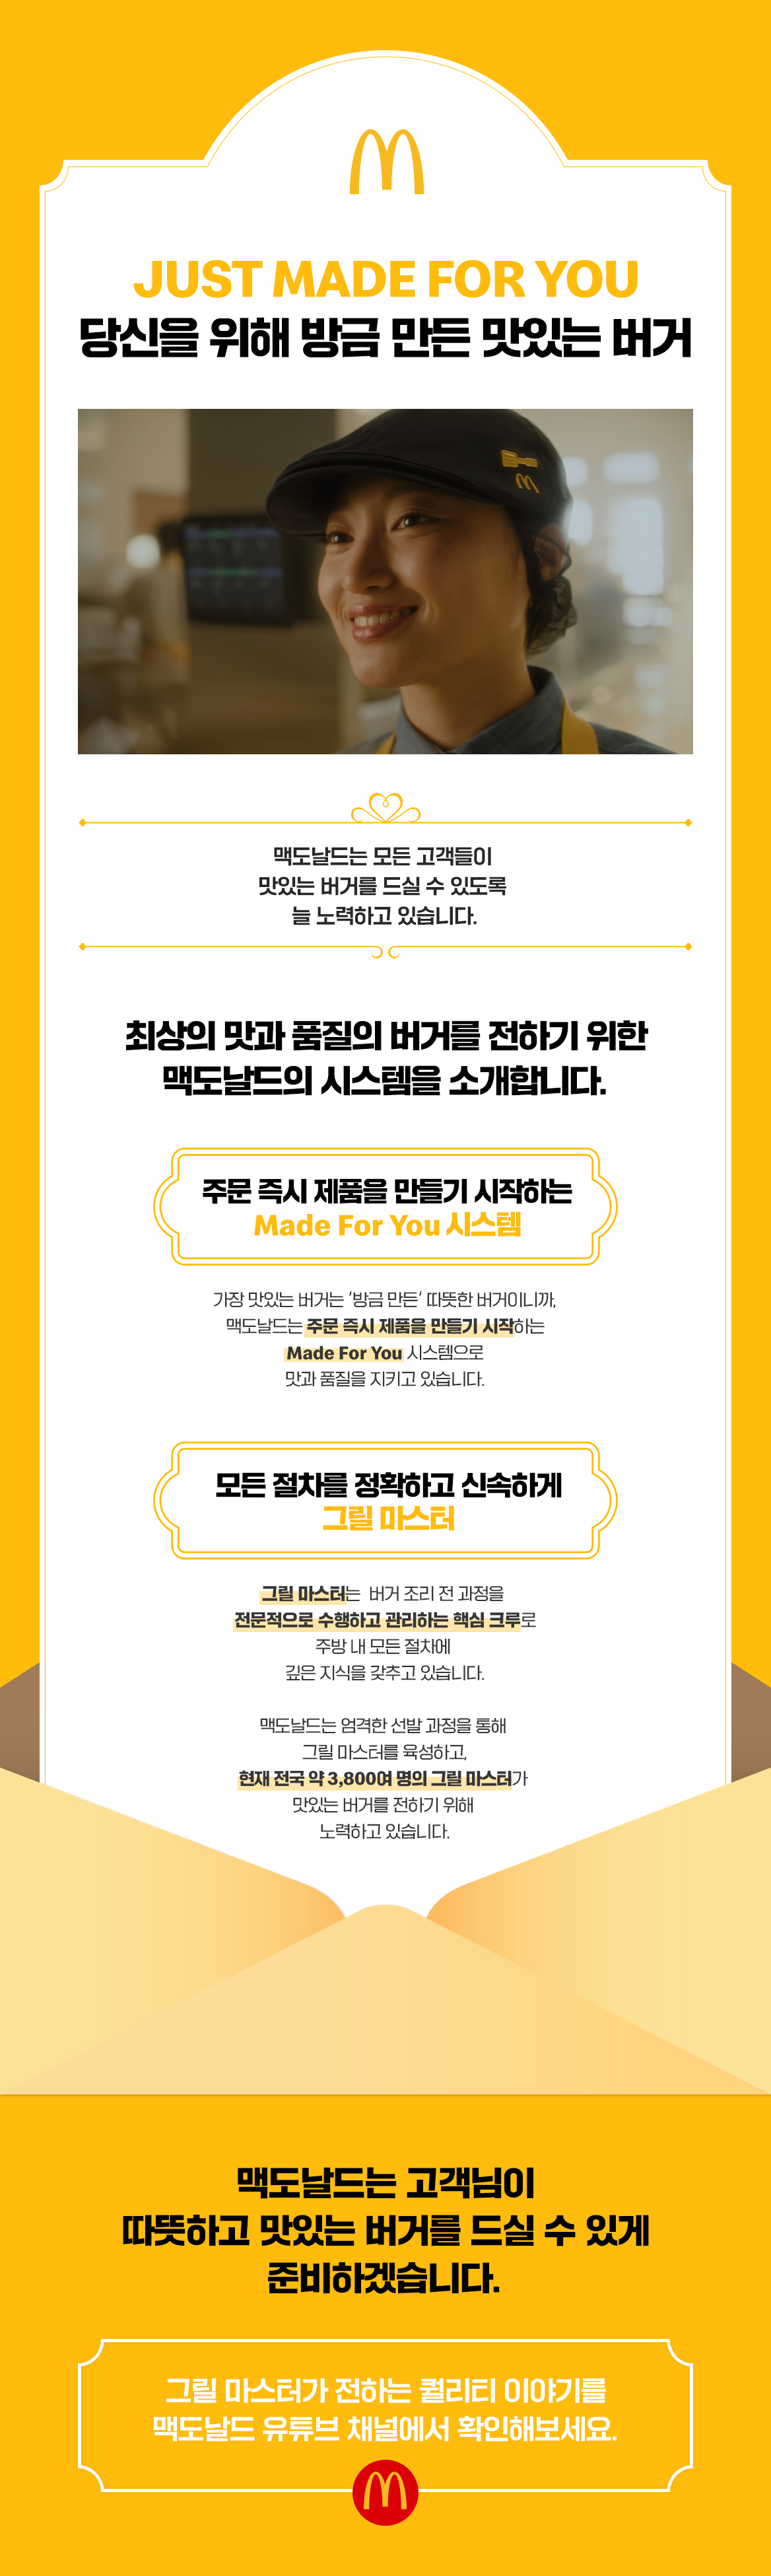 JUST MADE FOR YOU
당신을 위해 방금 만든 맛있는 버거
맥도날드는 모든 고객들이
맛있는 버거를 드실 수 있도록
늘 노력하고 있습니다.
최상의 맛과 품질의 버거를 전하기 위한
맥도날드의 시스템을 소개합니다.
주문 즉시 제품을 만들기 시작하는
Made For You 시스템
가장 맛있는 버거는 ‘방금 만든’ 따뜻한 버거이니까,
맥도날드는 주문 즉시 제품을 만들기 시작하는
Made For You 시스템으로
맛과 품질을 지키고 있습니다.
모든 절차를 정확하고 신속하게
그릴 마스터
그릴 마스터는 버거 조리 전 과정을
전문적으로 수행하고 관리하는 핵심 크루로
주방 내 모든 절차에
깊은 지식을 갖추고 있습니다.
맥도날드는 엄격한 선발 과정을 통해
그릴 마스터를 육성하고,
현재 전국 약 3,800여 명의 그릴 마스터가
맛있는 버거를 전하기 위해
노력하고 있습니다.
맥도날드는 고객님이
따뜻하고 맛있는 버거를 드실 수 있게
준비하겠습니다.
그릴 마스터가 전하는 퀄리티 이야기를
맥도날드 유튜브 채널에서 확인해보세요.